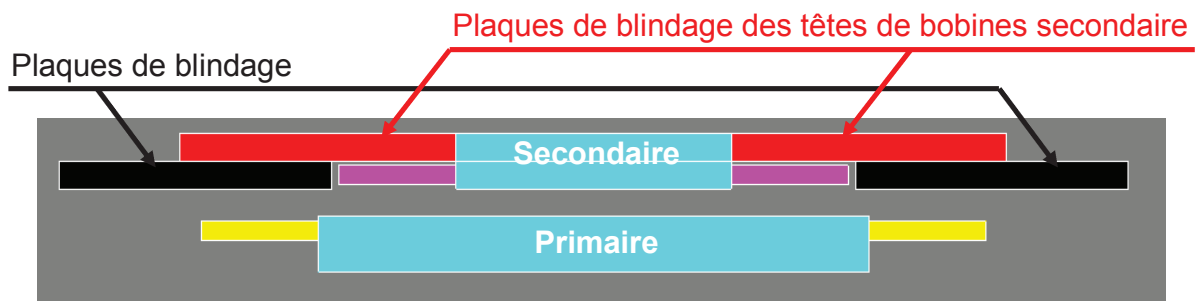 Plaques de blindage des têtes de bobines secondaire
Plaques de blindage
Secondaire
Primaire